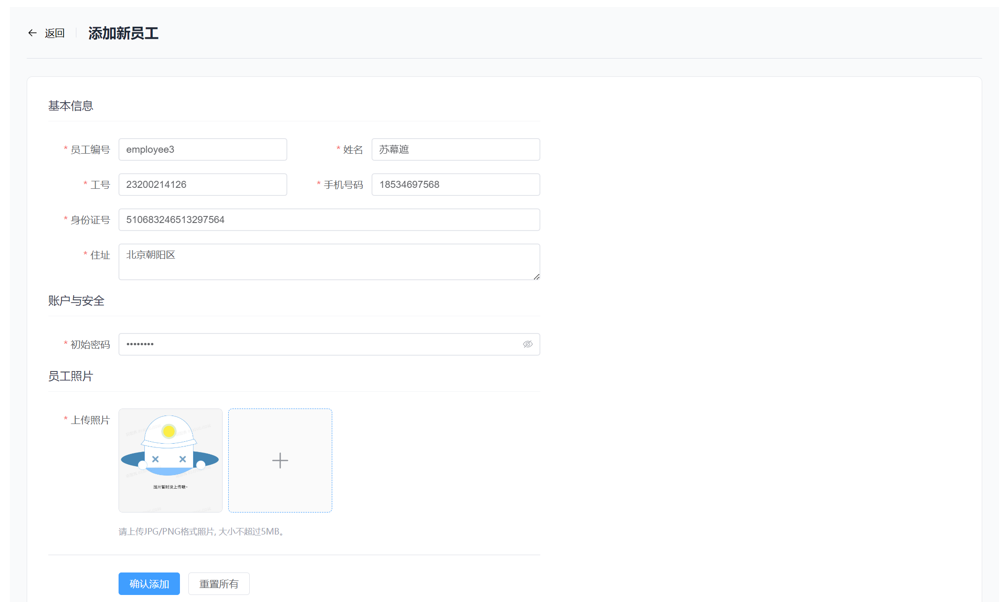 返回 添加新员工
基本信息
* 员工编号 employee3 * 姓名 苏幕遮
* 工号 23200214126 * 手机号码 18534697568
* 身份证号 510683246513297564
* 住址 北京朝阳区
账户与安全
* 初始密码 ••••••••
员工照片
* 上传照片
图片暂时没上传哦~
请上传JPG/PNG格式照片, 大小不超过5MB。
确认添加 重置所有